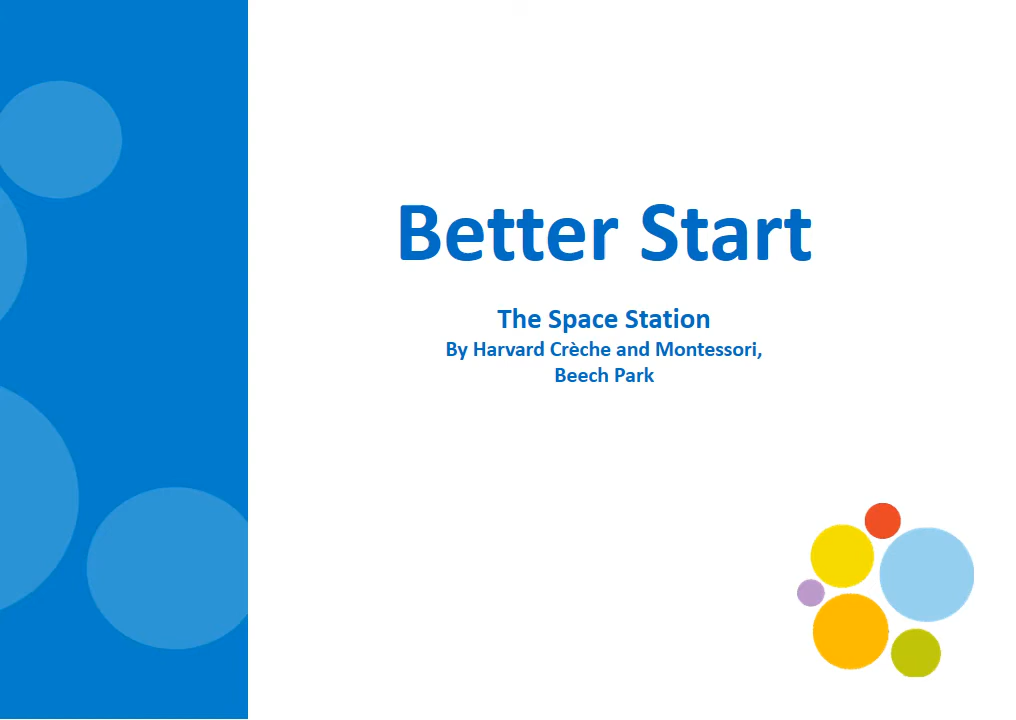 Better Start
The Space Station
By Harvard Crèche and Montessori,
Beech Park